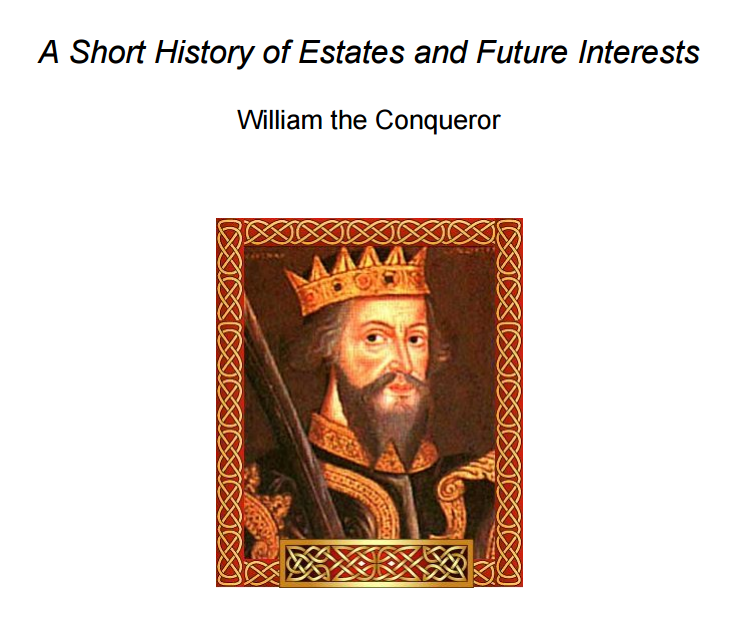 A Short History of Estates and Future Interests
William the Conqueror